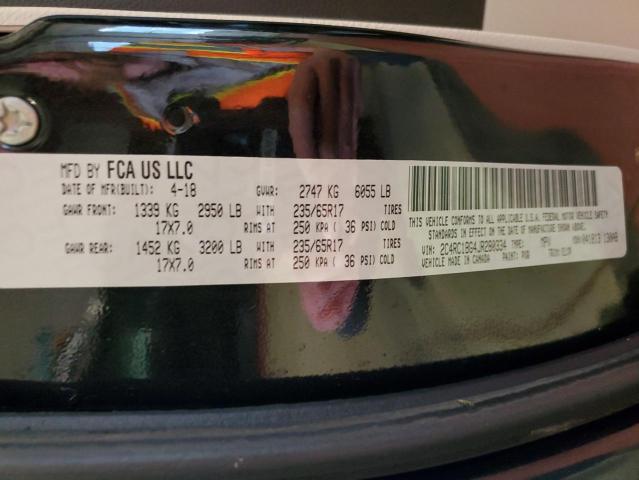 MFD BY FCA US LLC
DATE OF MFR(BUILT): 4-18 GVWR: 2747 KG 6055 LB
GAWR FRONT: 1339 KG 2950 LB WITH 235/65R17 TIRES
17X7.0 RIMS AT 250 KPA ( 36 PSI) COLD
GAWR REAR: 1452 KG 3200 LB WITH 235/65R17 TIRES
17X7.0 RIMS AT 250 KPA ( 36 PSI) COLD
THIS VEHICLE CONFORMS TO ALL APPLICABLE U.S.A. FEDERAL MOTOR VEHICLE SAFETY
STANDARDS IN EFFECT ON THE DATE OF MANUFACTURE SHOWN ABOVE.
VIN: 2C4RC1BG4JR280334 TYPE: MPV
VEHICLE MADE IN CANADA PAINT: TRIM: